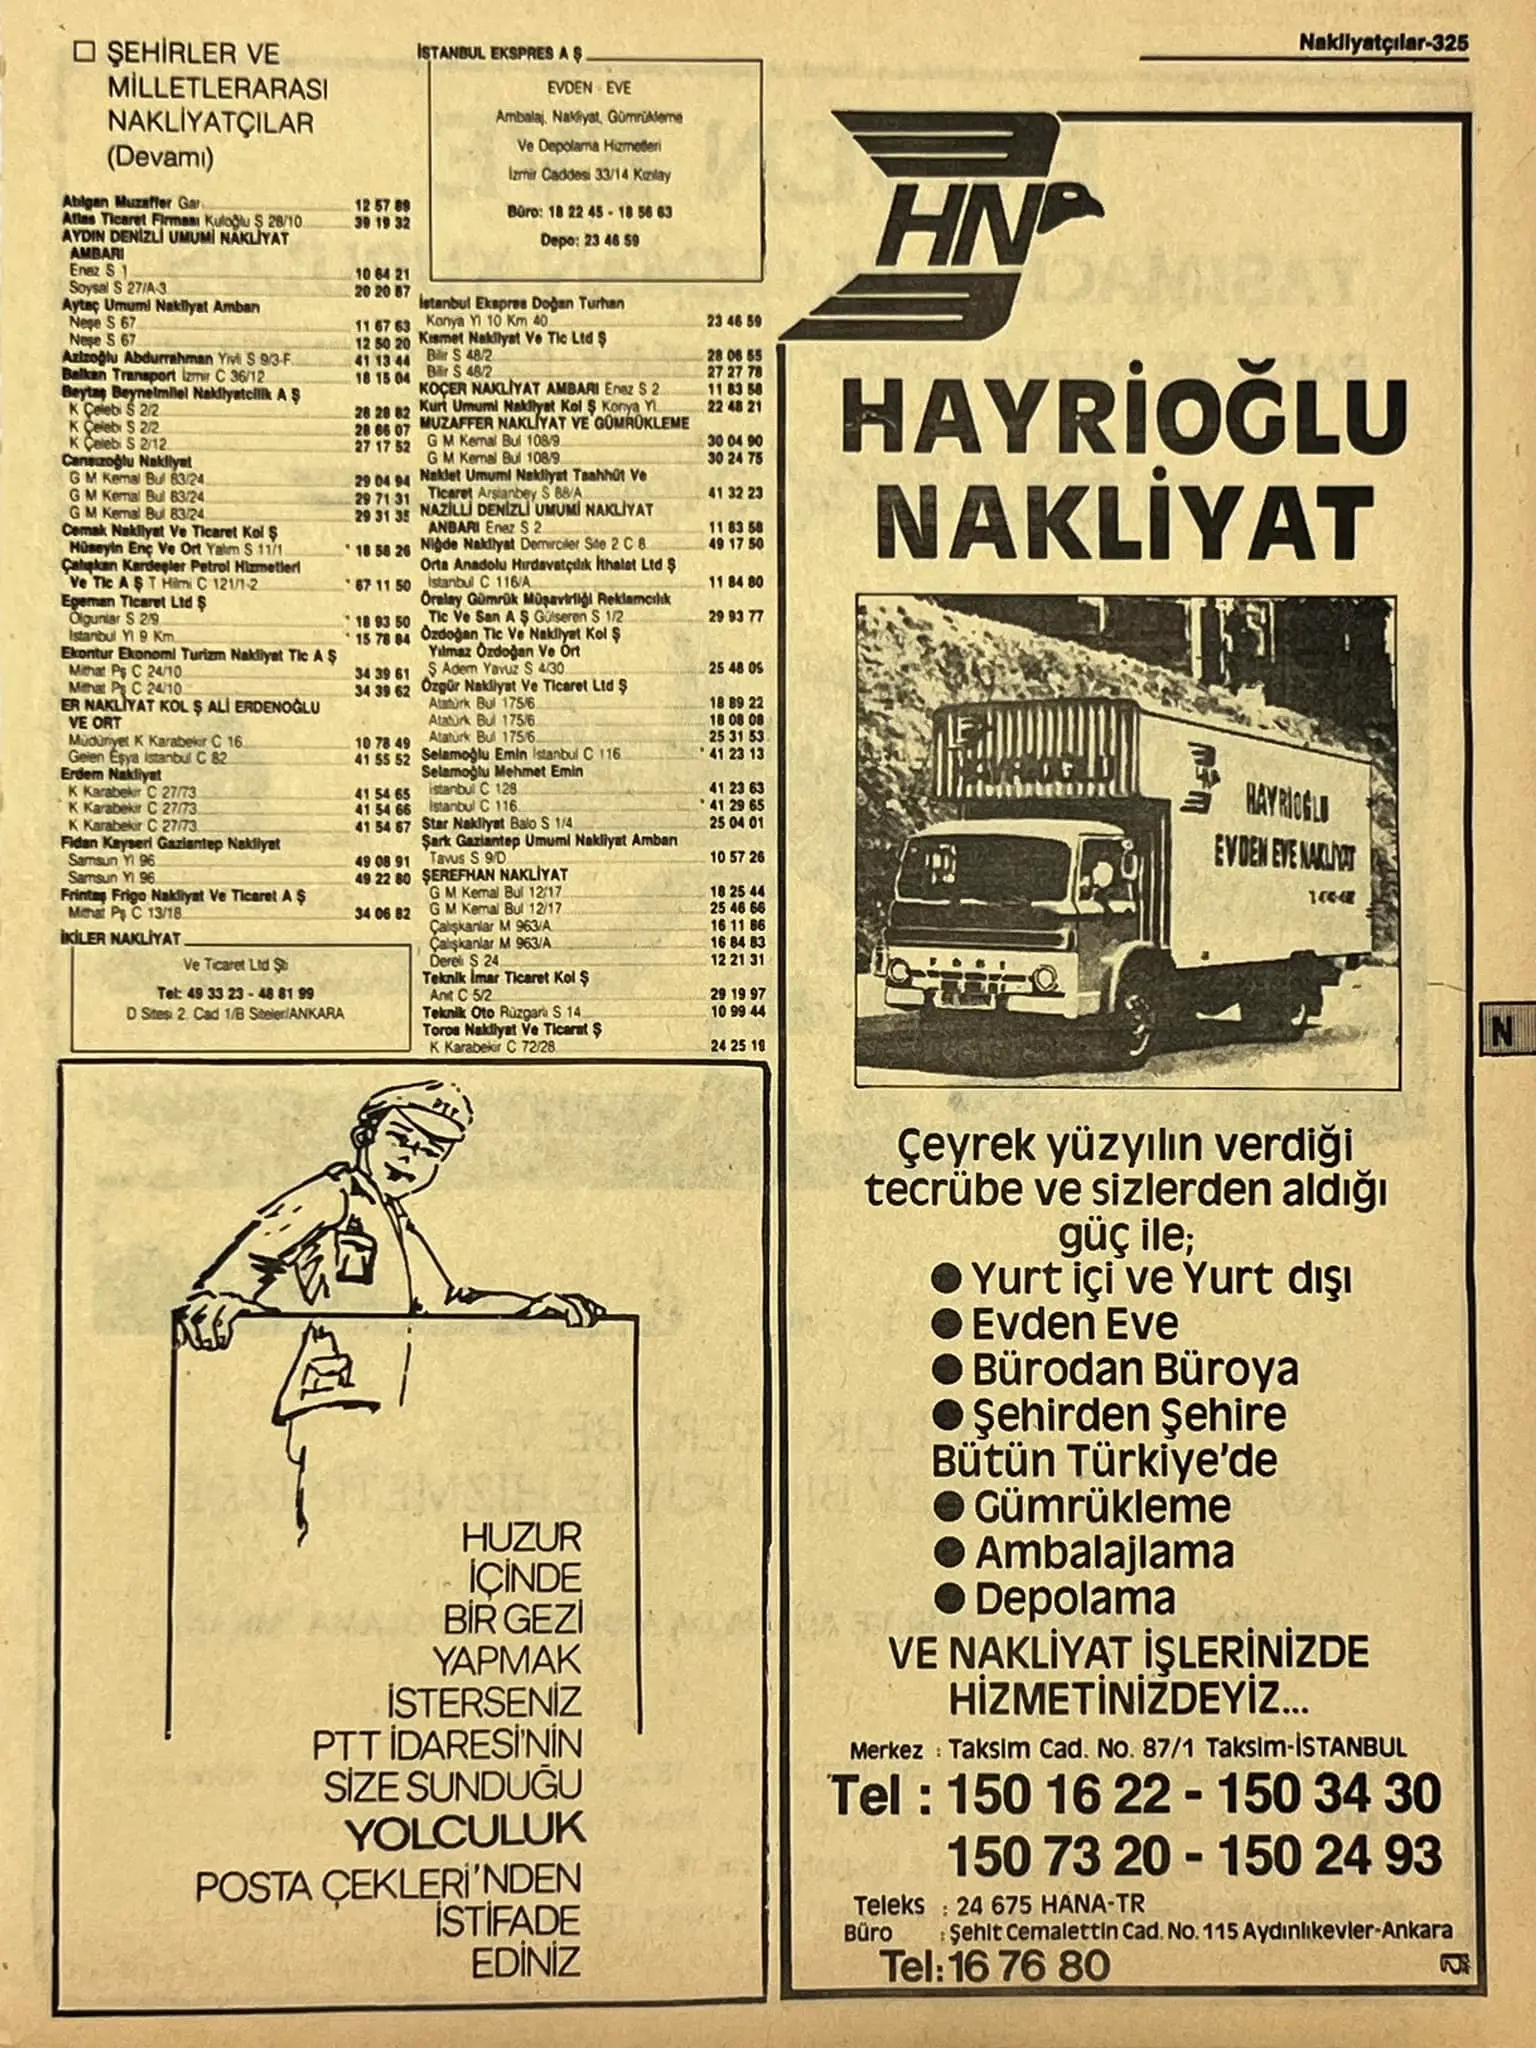 Nakliyatçılar-325
□ ŞEHİRLER VE
MİLLETLERARASI
NAKLİYATÇILAR
(Devamı)
Abigan Muzaffer Gar 12 57 89
Atlas Ticaret Firması Kuloğlu S 28/10 39 19 32
AYDIN DENİZLİ UMUMİ NAKLİYAT
AMBARI
Enez S 1 10 64 21
Soysal S 27/A-3 20 20 87
Aytaç Umumi Nakliyat Ambarı
Neşe S 67 11 67 63
Neşe S 67 12 50 20
Azizoğlu Abdurrahman Yivli S 9/3-F 41 13 44
Balkan Transport İzmir C 36/12 18 15 04
Beytaş Beynelmilel Nakliyatcilik A Ş
K Çelebi S 2/2 28 28 82
K Çelebi S 2/2 28 66 07
K Çelebi S 2/12 27 17 52
Cansızoğlu Nakliyat
G M Kemal Bul 83/24 29 04 94
G M Kemal Bul 83/24 29 71 31
G M Kemal Bul 83/24 29 31 35
Cemak Nakliyat Ve Ticaret Kol Ş
Hüseyin Enç Ve Ort Yalım S 11/1 * 18 58 26
Çalışkan Kardeşler Petrol Hizmetleri
Ve Tic A Ş T Hilmi C 121/1-2 * 67 11 50
Egeman Ticaret Ltd Ş
Olgunlar S 2/9 * 18 93 50
İstanbul Yl 9 Km * 15 78 84
Ekontur Ekonomi Turizm Nakliyat Tic A Ş
Mithat Pş C 24/10 34 39 61
Mithat Pş C 24/10 34 39 62
ER NAKLİYAT KOL Ş ALİ ERDENOĞLU
VE ORT
Müdüriyet K Karabekir C 16 10 78 49
Gelen Eşya İstanbul C 82 41 55 52
Erdem Nakliyat
K Karabekir C 27/73 41 54 65
K Karabekir C 27/73 41 54 66
K Karabekir C 27/73 41 54 67
Fidan Kayseri Gaziantep Nakliyat
Samsun Yl 96 49 08 91
Samsun Yl 96 49 22 80
Frintaş Frigo Nakliyat Ve Ticaret A Ş
Mithat Pş C 13/18 34 06 82
İKİLER NAKLİYAT
Ve Ticaret Ltd Şti
Tel: 49 33 23 - 48 81 99
D Sitesi 2. Cad 1/B Siteler/ANKARA
İSTANBUL EKSPRES A Ş
EVDEN EVE
Ambalaj, Nakliyat, Gümrükleme
Ve Depolama Hizmetleri
İzmir Caddesi 33/14 Kızılay
Büro: 18 22 45 - 18 56 63
Depo: 23 46 59
İstanbul Ekspres Doğan Turhan
Konya Yl 10 Km 40 23 46 59
Kısmet Nakliyat Ve Tic Ltd Ş
Bilir S 48/2 28 06 55
Bilir S 48/2 27 27 78
KOÇER NAKLİYAT AMBARI Enez S 2 11 83 58
Kurt Umumi Nakliyat Kol Ş Konya Yl 22 48 21
MUZAFFER NAKLİYAT VE GÜMRÜKLEME
G M Kemal Bul 108/9 30 04 90
G M Kemal Bul 108/9 30 24 75
Naklet Umumi Nakliyat Taahhüt Ve
Ticaret Arslanbey S 88/A 41 32 23
NAZİLLİ DENİZLİ UMUMİ NAKLİYAT
ANBARI Enez S 2 11 83 58
Niğde Nakliyat Demirciler Site 2 C 8 49 17 50
Orta Anadolu Hırdavatçılık İthalat Ltd Ş
İstanbul C 116/A 11 84 80
Öralay Gümrük Müşavirliği Reklamcılık
Tic Ve San A Ş Gülseren S 1/2 29 93 77
Özdoğan Tic Ve Nakliyat Kol Ş
Yılmaz Özdoğan Ve Ort
Ş Adem Yavuz S 4/30 25 48 09
Özgür Nakliyat Ve Ticaret Ltd Ş
Atatürk Bul 175/6 18 89 22
Atatürk Bul 175/6 18 08 08
Atatürk Bul 175/6 25 31 53
Selamoğlu Emin İstanbul C 116 * 41 23 13
Selamoğlu Mehmet Emin
İstanbul C 128 41 23 63
İstanbul C 116 * 41 29 65
Star Nakliyat Balo S 1/4 25 04 01
Şark Gaziantep Umumi Nakliyat Ambarı
Tavus S 9/D 10 57 26
ŞEREFHAN NAKLİYAT
G M Kemal Bul 12/17 18 25 44
G M Kemal Bul 12/17 25 46 66
Çalışkanlar M 963/A 16 11 86
Çalışkanlar M 963/A 16 84 83
Dereli S 24 12 21 31
Teknik İmar Ticaret Kol Ş
Anıt C 5/2 29 19 97
Teknik Oto Rüzgarlı S 14 10 99 44
Toros Nakliyat Ve Ticaret Ş
K Karabekir C 72/28 24 25 19
PTT
HUZUR
İÇİNDE
BİR GEZİ
YAPMAK
İSTERSENİZ
PTT İDARESİ'NİN
SİZE SUNDUĞU
YOLCULUK
POSTA ÇEKLERİ'NDEN
İSTİFADE
EDİNİZ
HN
HAYRİOĞLU
NAKLİYAT
HAYRİOĞLU
HAYRİOĞLU
EVDEN EVE NAKLİYAT
FORD
Çeyrek yüzyılın verdiği
tecrübe ve sizlerden aldığı
güç ile;
● Yurt içi ve Yurt dışı
● Evden Eve
● Bürodan Büroya
● Şehirden Şehire
Bütün Türkiye'de
● Gümrükleme
● Ambalajlama
● Depolama
VE NAKLİYAT İŞLERİNİZDE
HİZMETİNİZDEYİZ...
Merkez : Taksim Cad. No. 87/1 Taksim-İSTANBUL
Tel : 150 16 22 - 150 34 30
150 73 20 - 150 24 93
Teleks : 24 675 HANA-TR
Büro : Şehit Cemalettin Cad. No. 115 Aydınlıkevler-Ankara
Tel: 16 76 80
N